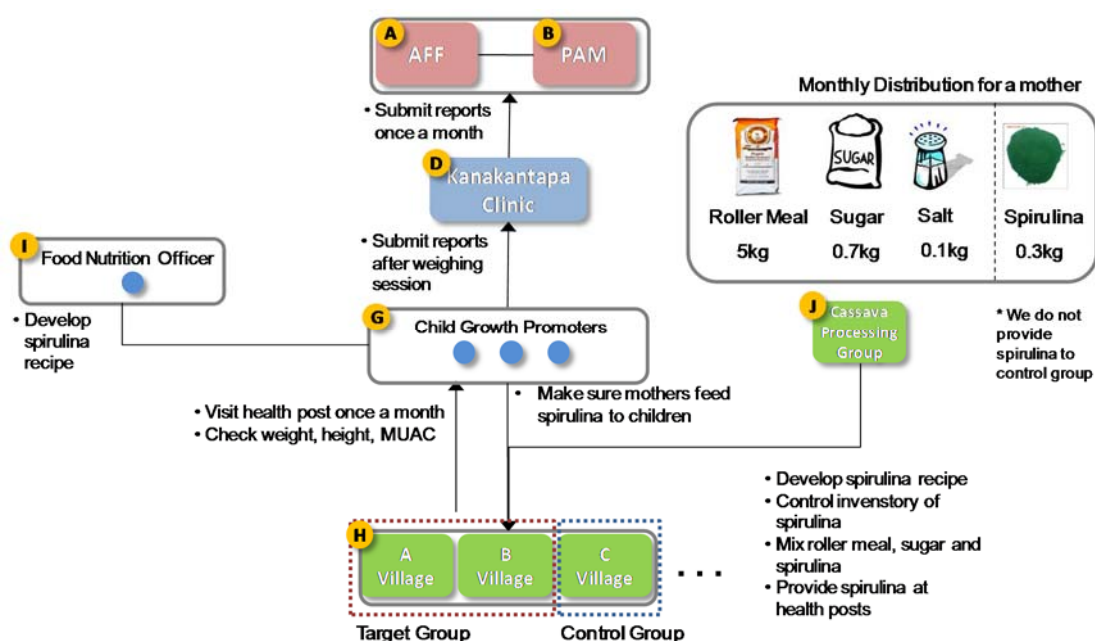 A
AFF
B
PAM
• Submit reports
once a month
D
Kanakantapa
Clinic
• Submit reports
after weighing
session
Monthly Distribution for a mother
SUGAR
Roller Meal
Sugar
Salt
Spirulina
5kg
0.7kg
0.1kg
0.3kg
I
Food Nutrition Officer
• Develop
spirulina
recipe
G
Child Growth Promoters
J
Cassava
Processing
Group
* We do not
provide
spirulina to
control group
• Visit health post once a month
• Check weight, height, MUAC
• Make sure mothers feed
spirulina to children
• Develop spirulina recipe
• Control invenstory of
spirulina
• Mix roller meal, sugar and
spirulina
• Provide spirulina at
health posts
H
A
Village
B
Village
C
Village
• • •
Target Group
Control Group